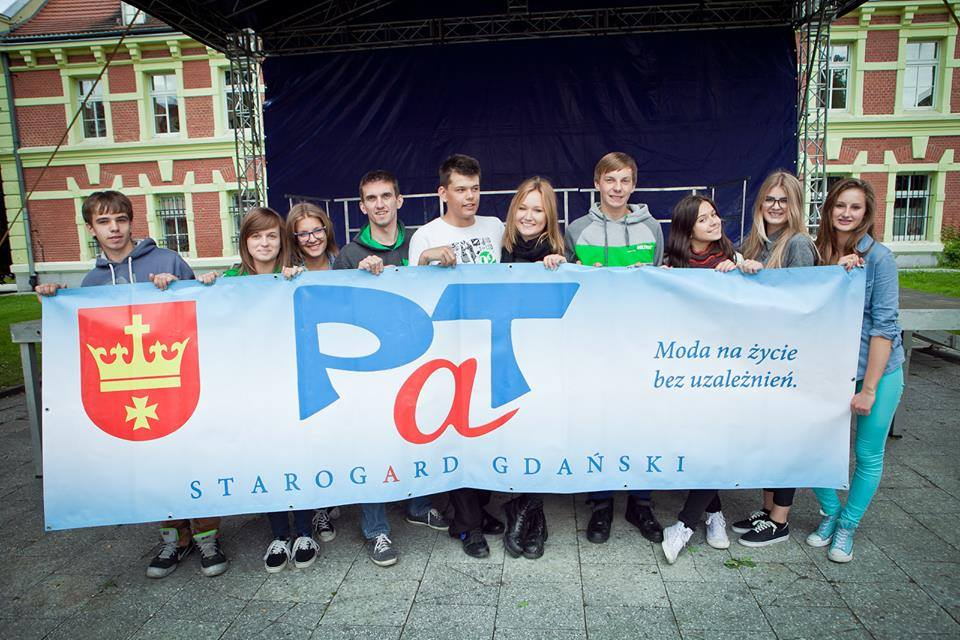 PaT
Moda na życie
bez uzależnień.
STAROGARD GDAŃSKI